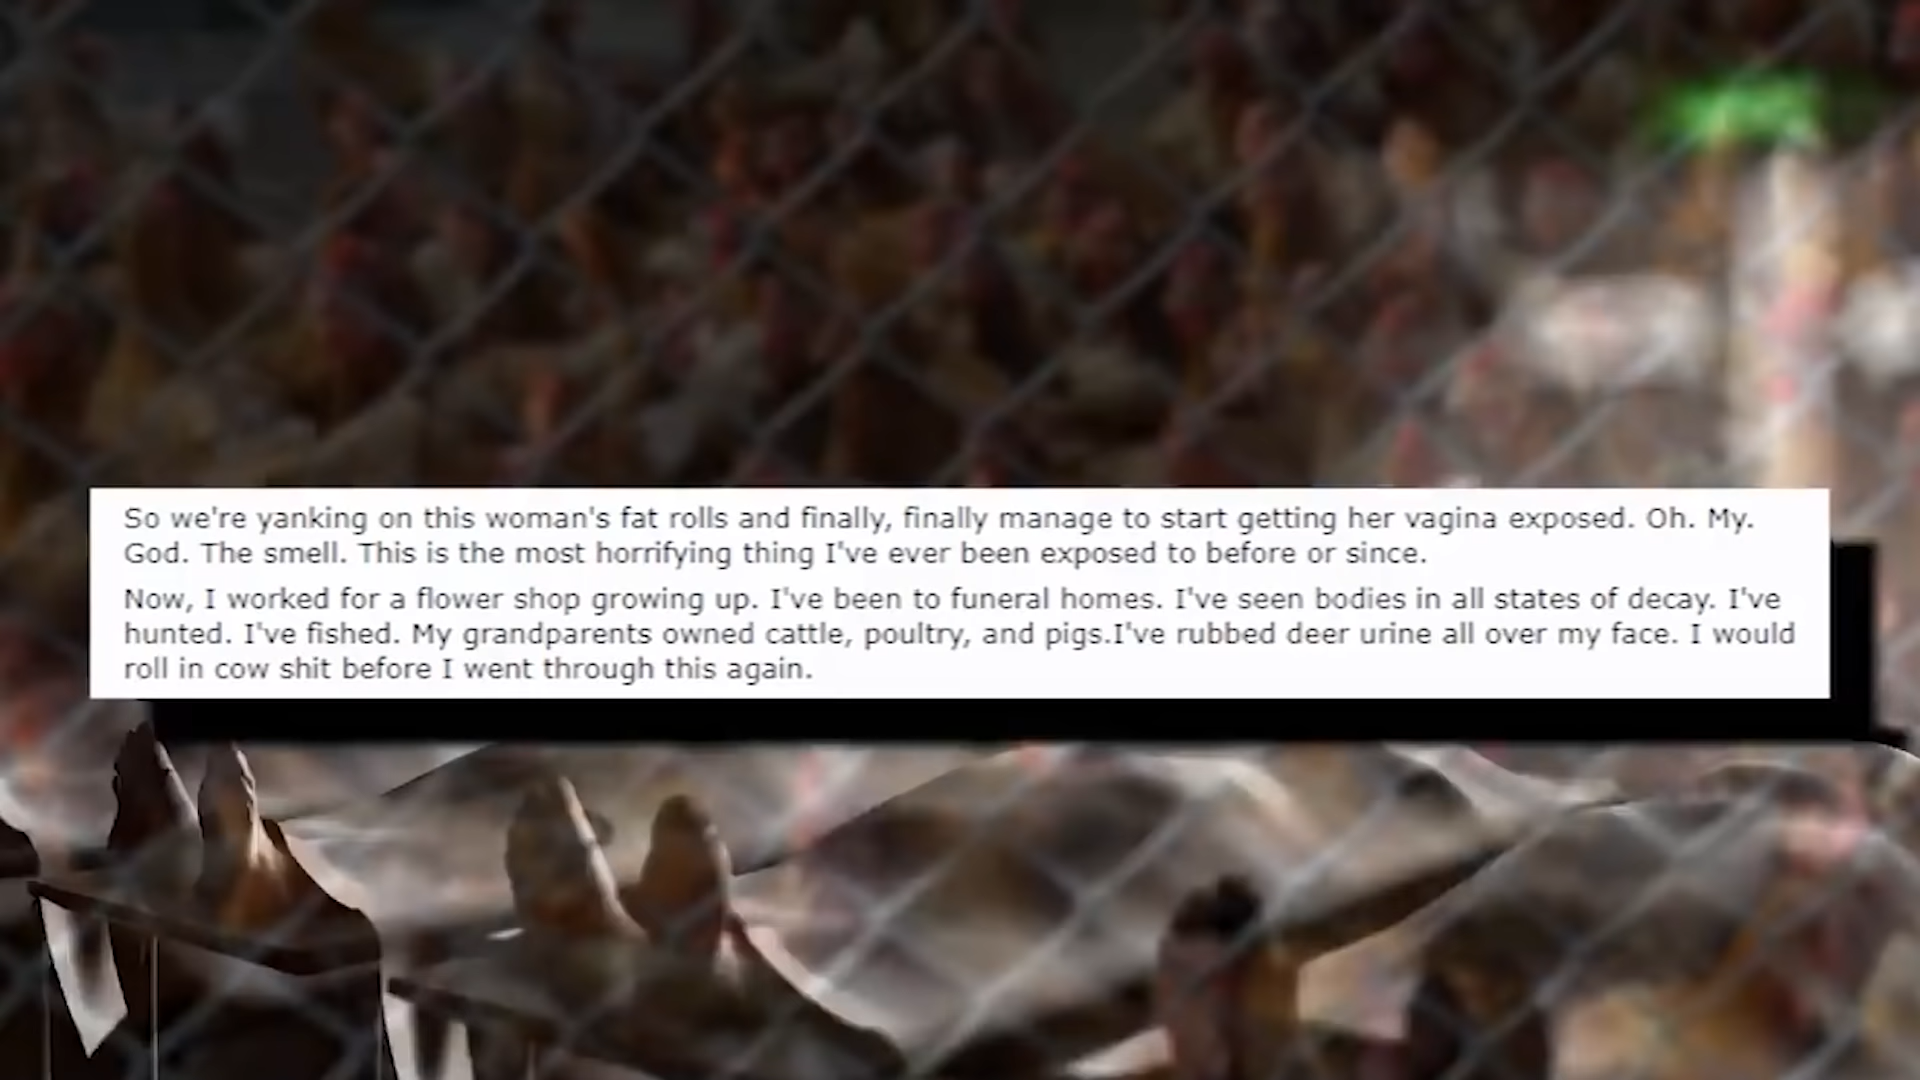 So we're yanking on this woman's fat rolls and finally, finally manage to start getting her vagina exposed. Oh. My.
God. The smell. This is the most horrifying thing I've ever been exposed to before or since.
Now, I worked for a flower shop growing up. I've been to funeral homes. I've seen bodies in all states of decay. I've
hunted. I've fished. My grandparents owned cattle, poultry, and pigs.I've rubbed deer urine all over my face. I would
roll in cow shit before I went through this again.